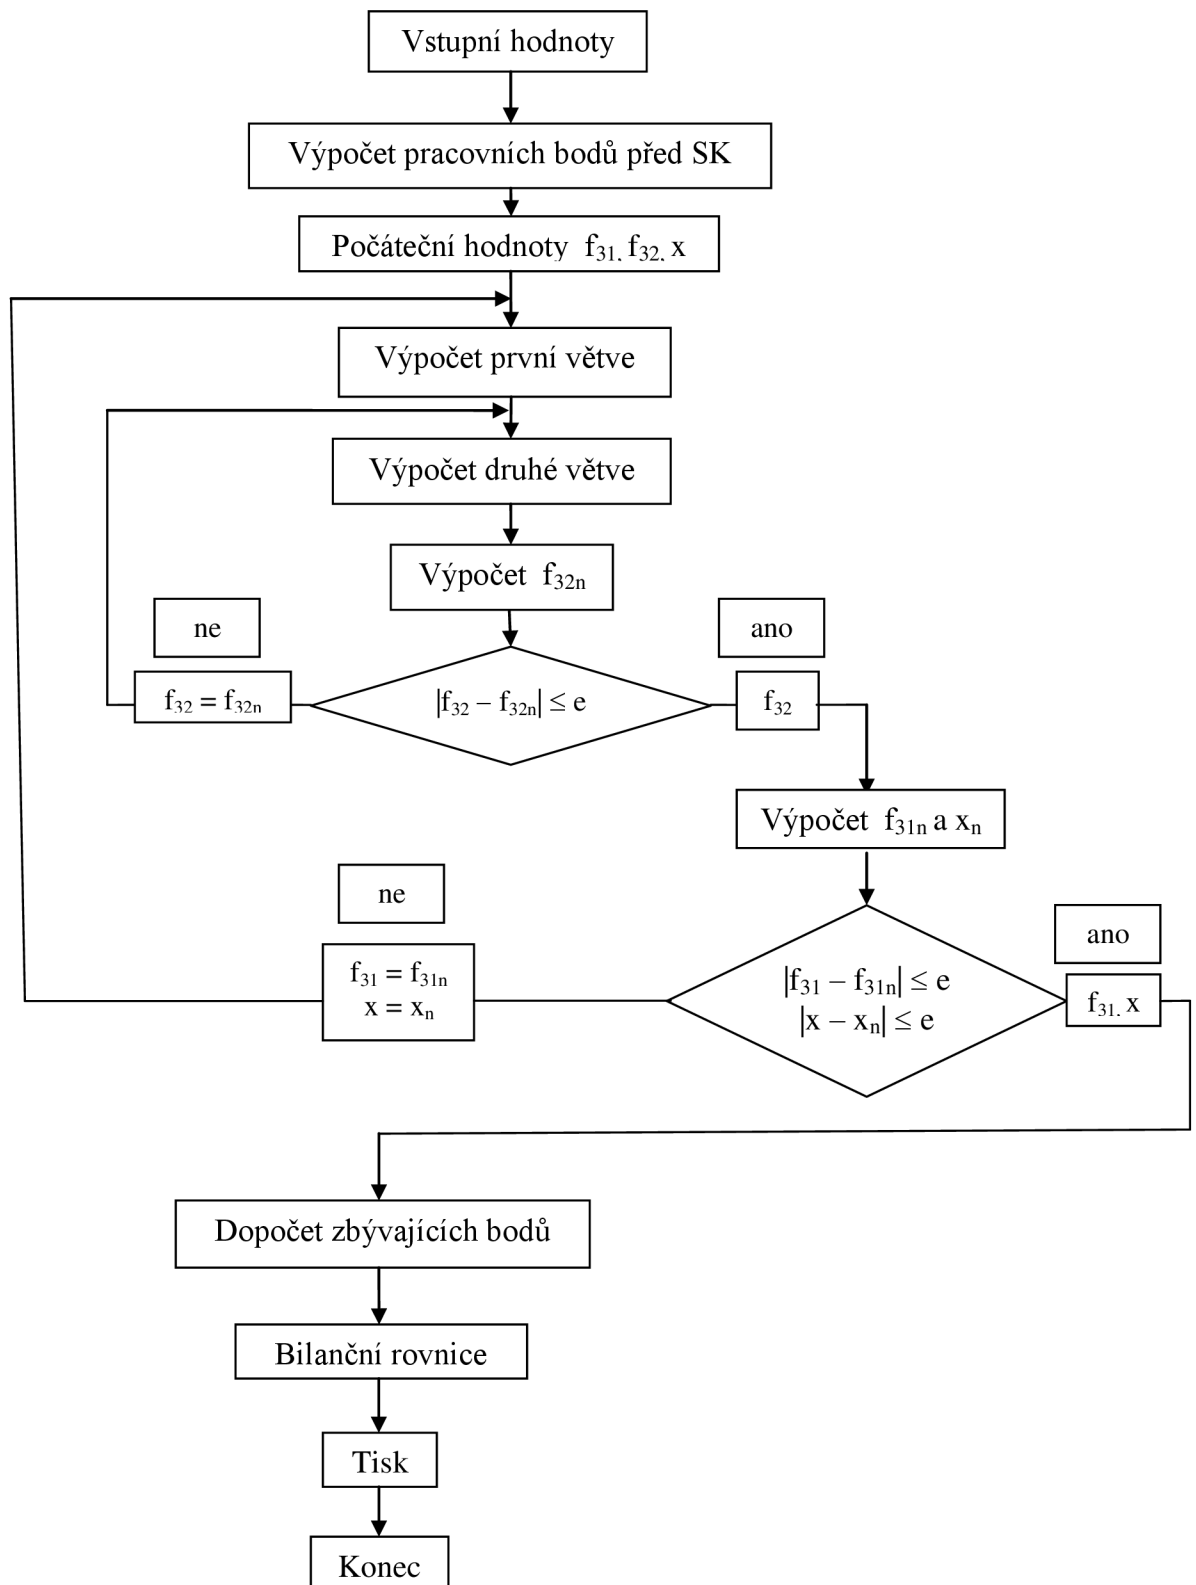 Vstupní hodnoty
Výpočet pracovních bodů před SK
Počáteční hodnoty f₃₁, f₃₂, x
Výpočet první větve
Výpočet druhé větve
Výpočet f₃₂ₙ
ne
ano
f₃₂ = f₃₂ₙ
|f₃₂ – f₃₂ₙ| ≤ e
f₃₂
Výpočet f₃₁ₙ a xₙ
ne
ano
f₃₁ = f₃₁ₙ
x = xₙ
|f₃₁ – f₃₁ₙ| ≤ e
|x – xₙ| ≤ e
f₃₁, x
Dopočet zbývajících bodů
Bilanční rovnice
Tisk
Konec